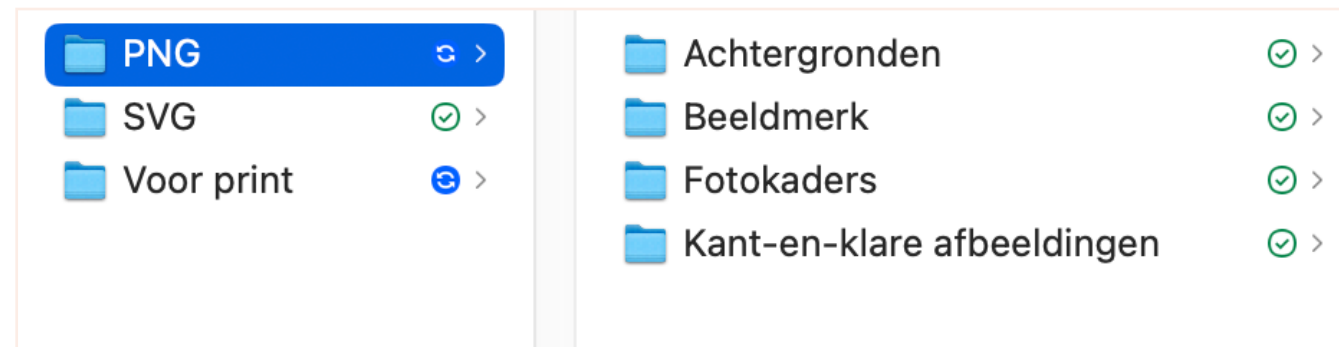 PNG
SVG
Voor print
Achtergronden
Beeldmerk
Fotokaders
Kant-en-klare afbeeldingen